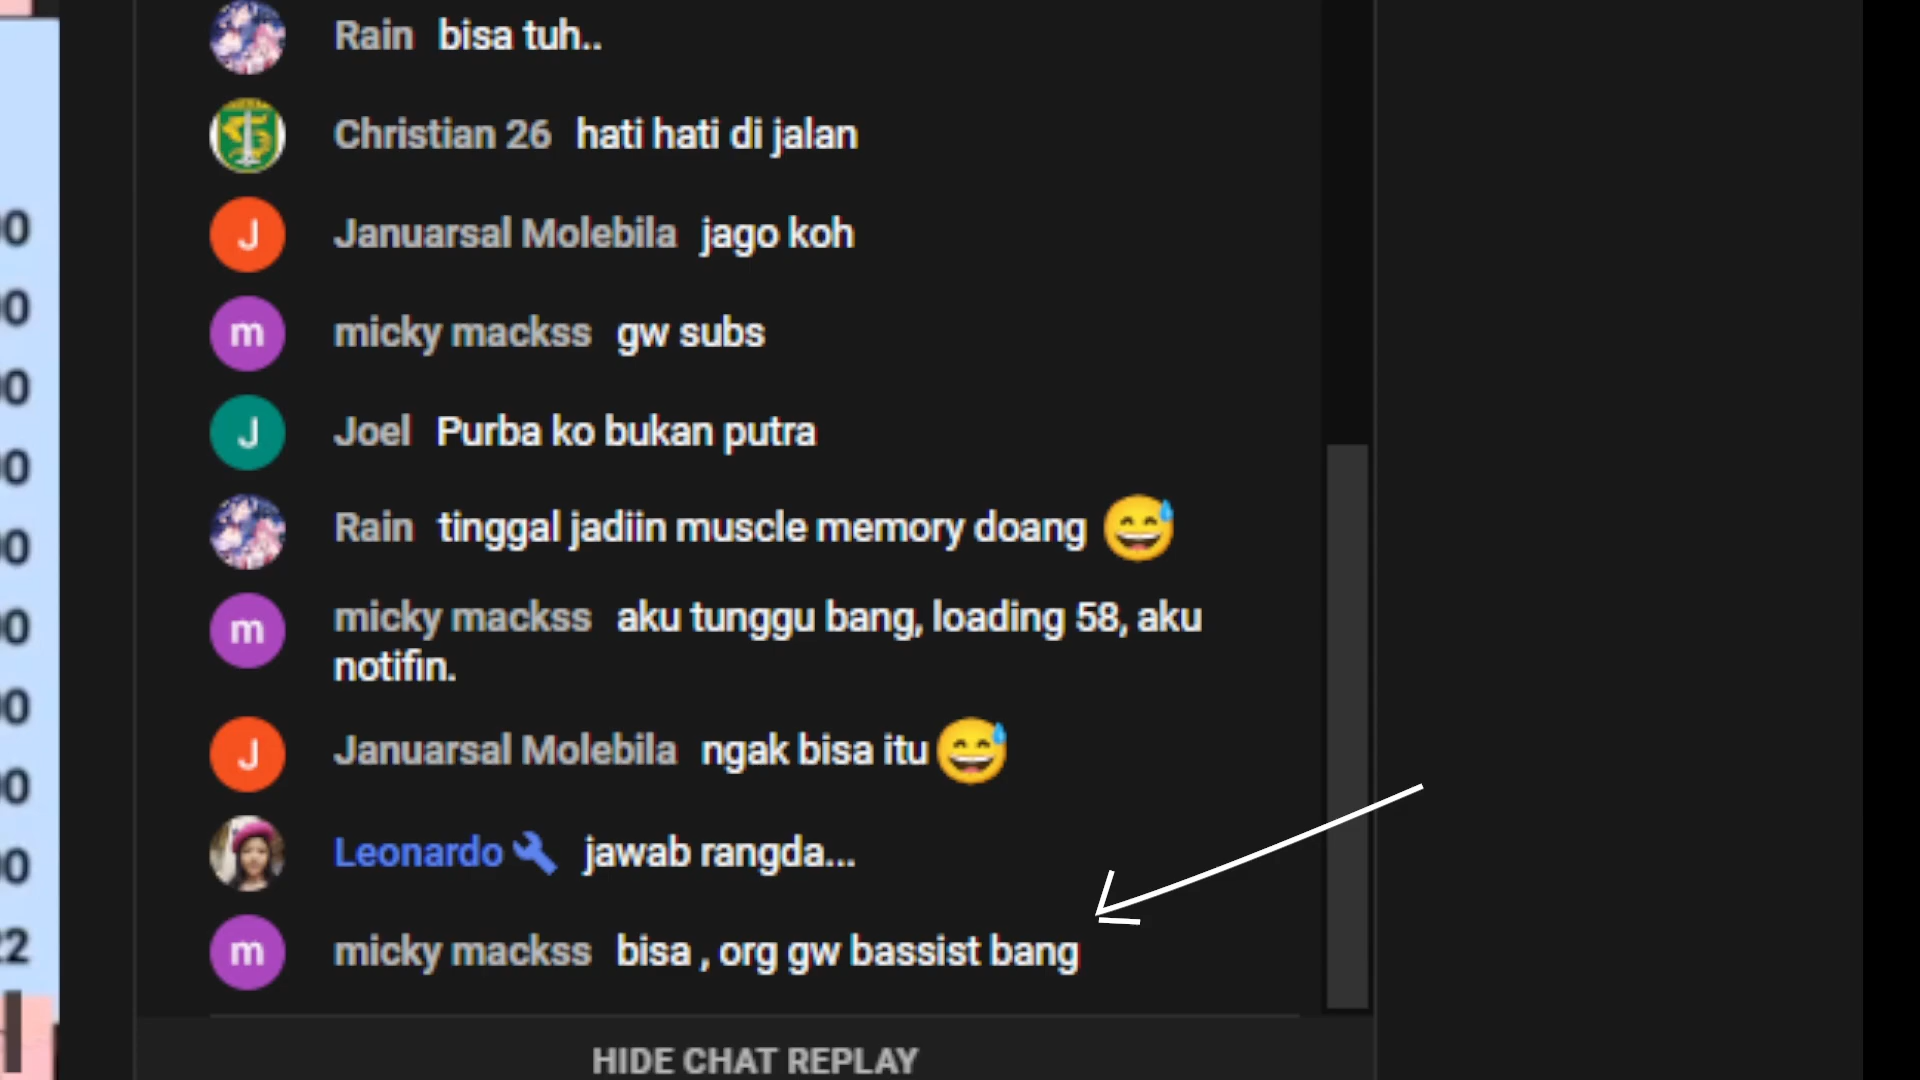 Rain bisa tuh..
Christian 26 hati hati di jalan
J Januarsal Molebila jago koh
m micky mackss gw subs
J Joel Purba ko bukan putra
Rain tinggal jadiin muscle memory doang 😅
m micky mackss aku tunggu bang, loading 58, aku
notifin.
J Januarsal Molebila ngak bisa itu 😅
Leonardo jawab rangda...
m micky mackss bisa , org gw bassist bang
HIDE CHAT REPLAY